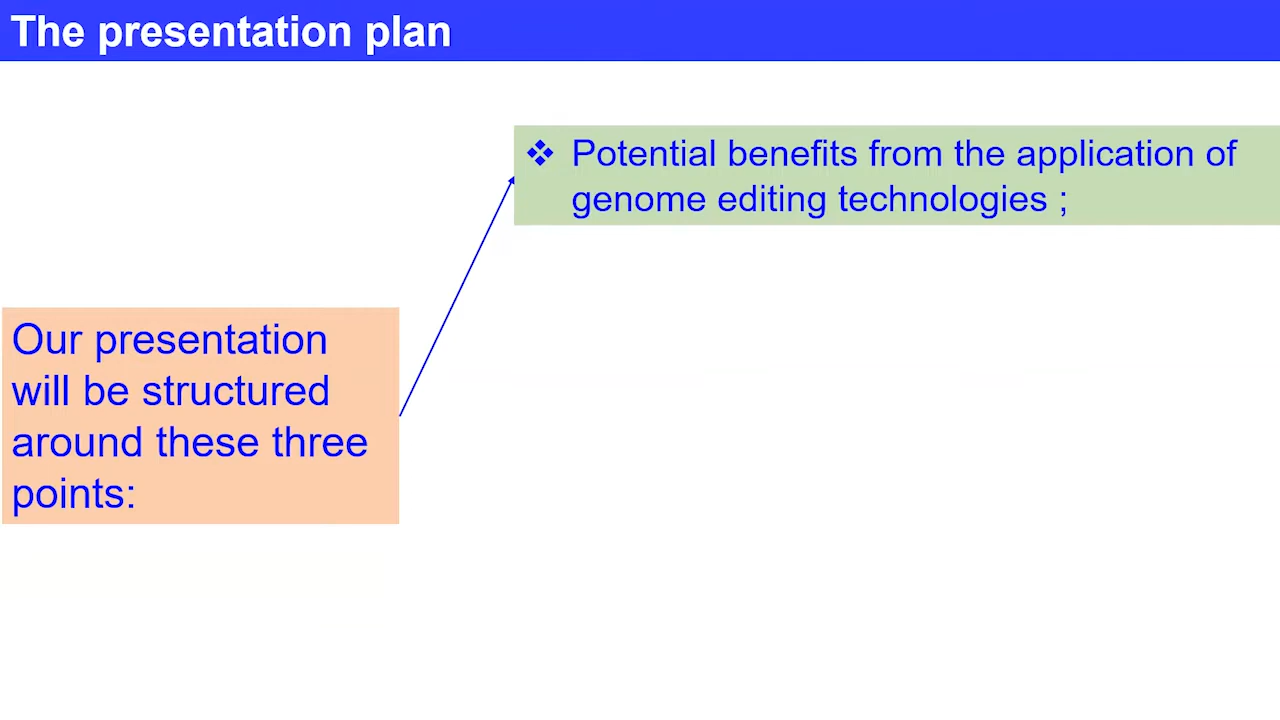 The presentation plan
❖ Potential benefits from the application of
genome editing technologies ;
Our presentation
will be structured
around these three
points: